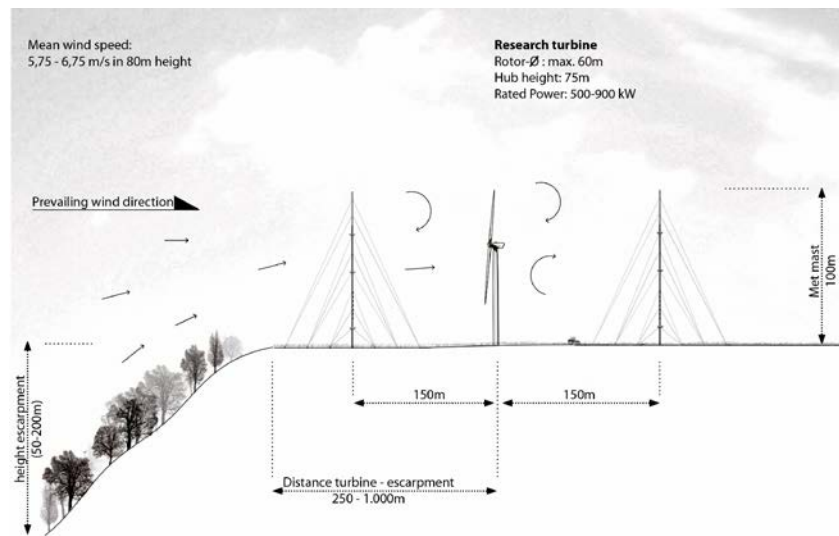 Mean wind speed:
5,75 - 6,75 m/s in 80m height
Research turbine
Rotor-Ø : max. 60m
Hub height: 75m
Rated Power: 500-900 kW
Prevailing wind direction
Met mast
100m
height escarpment
(50-200m)
150m
150m
Distance turbine - escarpment
250 - 1.000m